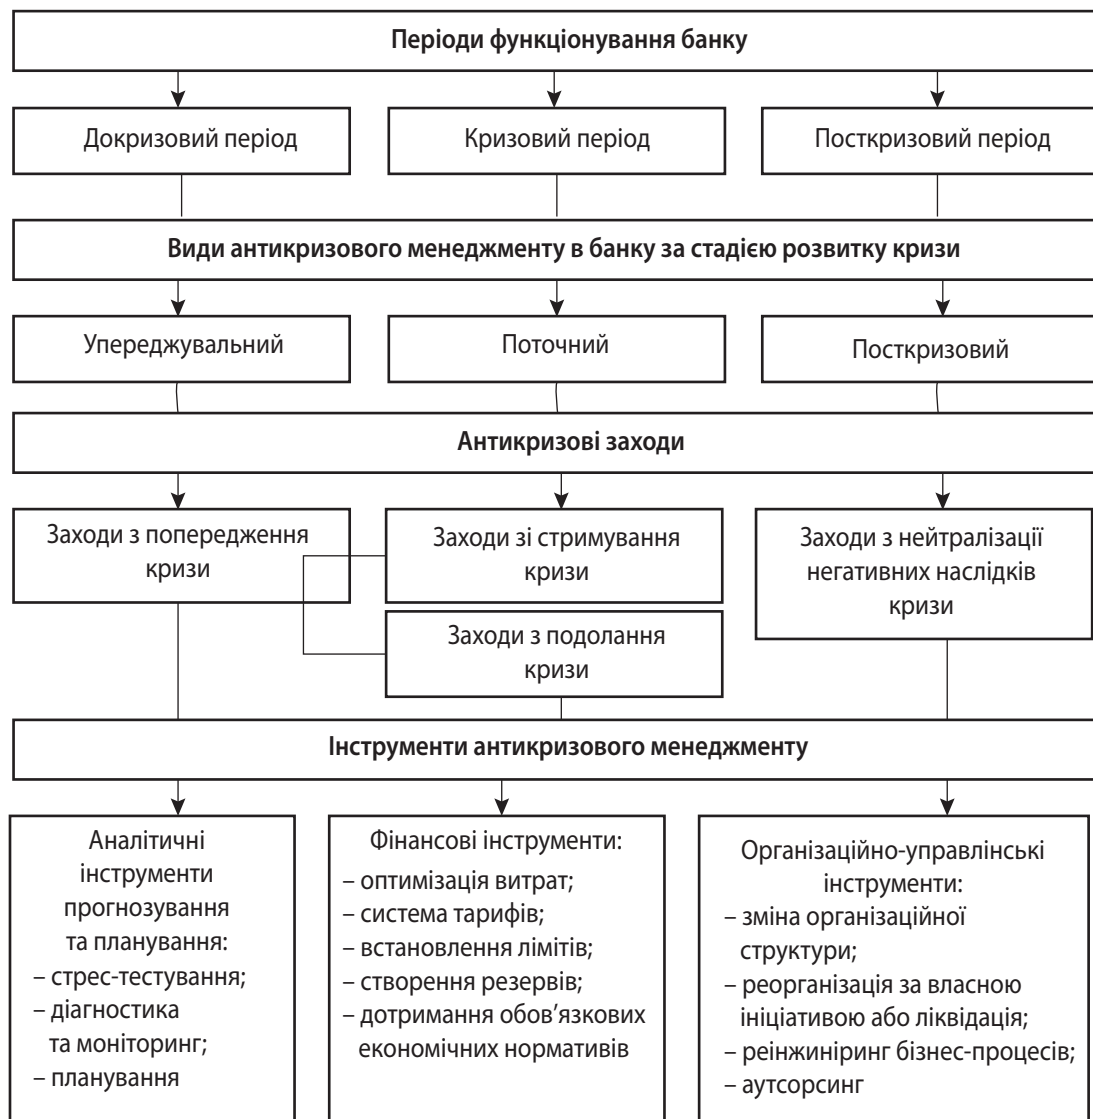 Періоди функціонування банку
Докризовий період
Кризовий період
Посткризовий період
Види антикризового менеджменту в банку за стадією розвитку кризи
Упереджувальний
Поточний
Посткризовий
Антикризові заходи
Заходи з попередження
кризи
Заходи зі стримування
кризи
Заходи з подолання
кризи
Заходи з нейтралізації
негативних наслідків
кризи
Інструменти антикризового менеджменту
Аналітичні
інструменти
прогнозування
та планування:
– стрес-тестування;
– діагностика
та моніторинг;
– планування
Фінансові інструменти:
– оптимізація витрат;
– система тарифів;
– встановлення лімітів;
– створення резервів;
– дотримання обов’язкових
економічних нормативів
Організаційно-управлінські
інструменти:
– зміна організаційної
структури;
– реорганізація за власною
ініціативою або ліквідація;
– реінжиніринг бізнес-процесів;
– аутсорсинг